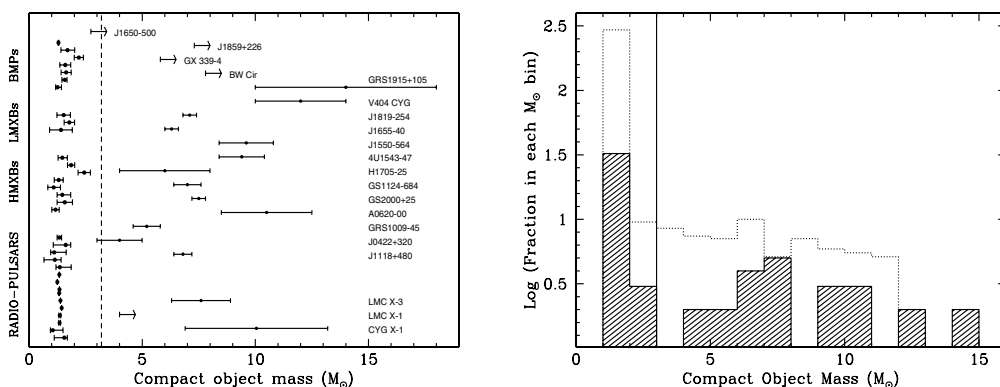 J1650-500
J1859+226
GX 339-4
BW Cir
GRS1915+105
V404 CYG
J1819-254
J1655-40
J1550-564
4U1543-47
H1705-25
GS1124-684
GS2000+25
A0620-00
GRS1009-45
J0422+320
J1118+480
LMC X-3
LMC X-1
CYG X-1
BMPs
LMXBs
HMXBs
RADIO-PULSARS
0 5 10 15
Compact object mass (M☉)
2.5
2
1.5
1
0.5
Log (Fraction in each M☉ bin)
0 5 10 15
Compact Object Mass (M☉)